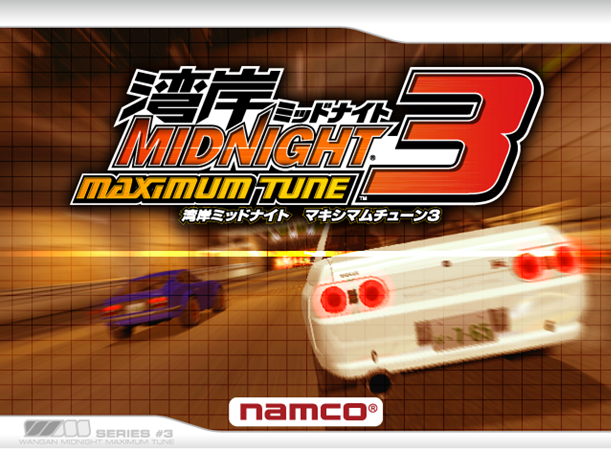 湾岸ミッドナイト
MIDNIGHT® 3
MAXIMUM TUNE™
湾岸ミッドナイト マキシマムチューン3
namco®
SERIES #3
WANGAN MIDNIGHT MAXIMUM TUNE